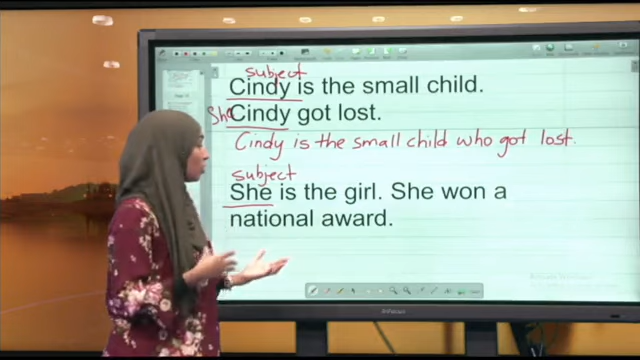 subject
Cindy is the small child.
She
Cindy got lost.
Cindy is the small child who got lost.
subject
She is the girl. She won a
national award.